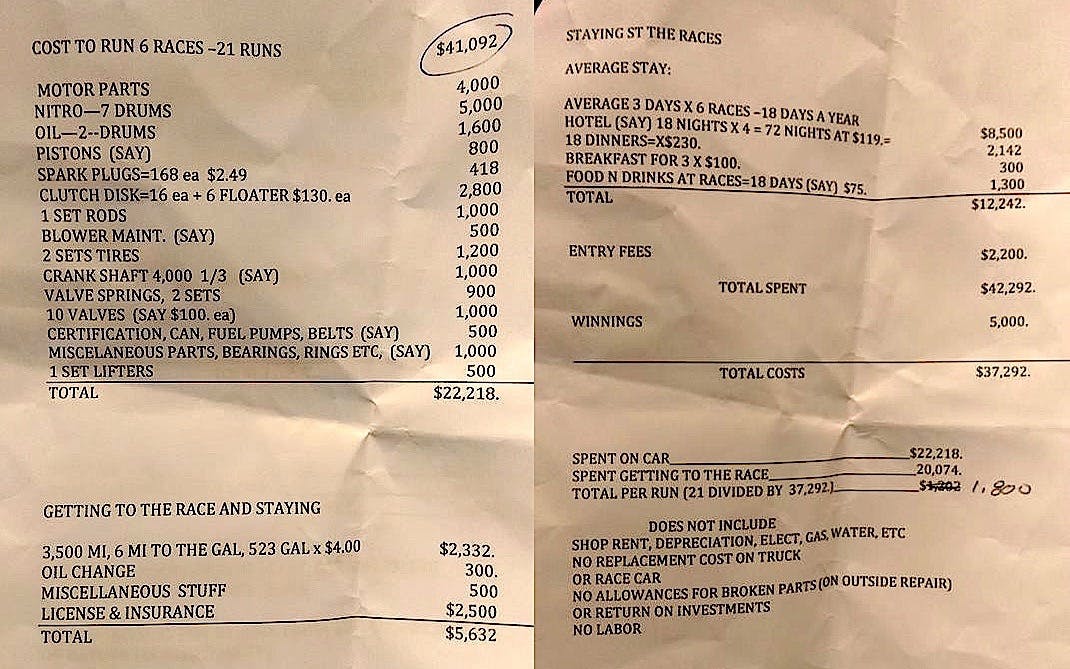 COST TO RUN 6 RACES –21 RUNS $41,092
MOTOR PARTS 4,000
NITRO—7 DRUMS 5,000
OIL—2--DRUMS 1,600
PISTONS (SAY) 800
SPARK PLUGS=168 ea $2.49 418
CLUTCH DISK=16 ea + 6 FLOATER $130. ea 2,800
1 SET RODS 1,000
BLOWER MAINT. (SAY) 500
2 SETS TIRES 1,200
CRANK SHAFT 4,000 1/3 (SAY) 1,000
VALVE SPRINGS, 2 SETS 900
10 VALVES (SAY $100. ea) 1,000
CERTIFICATION, CAN, FUEL PUMPS, BELTS (SAY) 500
MISCELANEOUS PARTS, BEARINGS, RINGS ETC, (SAY) 1,000
1 SET LIFTERS 500
TOTAL $22,218.
GETTING TO THE RACE AND STAYING
3,500 MI, 6 MI TO THE GAL, 523 GAL x $4.00 $2,332.
OIL CHANGE 300.
MISCELLANEOUS STUFF 500
LICENSE & INSURANCE $2,500
TOTAL $5,632
STAYING ST THE RACES
AVERAGE STAY:
AVERAGE 3 DAYS X 6 RACES –18 DAYS A YEAR
HOTEL (SAY) 18 NIGHTS X 4 = 72 NIGHTS AT $119.= $8,500
18 DINNERS=X$230. 2,142
BREAKFAST FOR 3 X $100. 300
FOOD N DRINKS AT RACES=18 DAYS (SAY) $75. 1,300
TOTAL $12,242.
ENTRY FEES $2,200.
TOTAL SPENT $42,292.
WINNINGS 5,000.
TOTAL COSTS $37,292.
SPENT ON CAR $22,218.
SPENT GETTING TO THE RACE 20,074.
TOTAL PER RUN (21 DIVIDED BY 37,292.) $1,202 1,800
DOES NOT INCLUDE
SHOP RENT, DEPRECIATION, ELECT, GAS, WATER, ETC
NO REPLACEMENT COST ON TRUCK
OR RACE CAR
NO ALLOWANCES FOR BROKEN PARTS (ON OUTSIDE REPAIR)
OR RETURN ON INVESTMENTS
NO LABOR